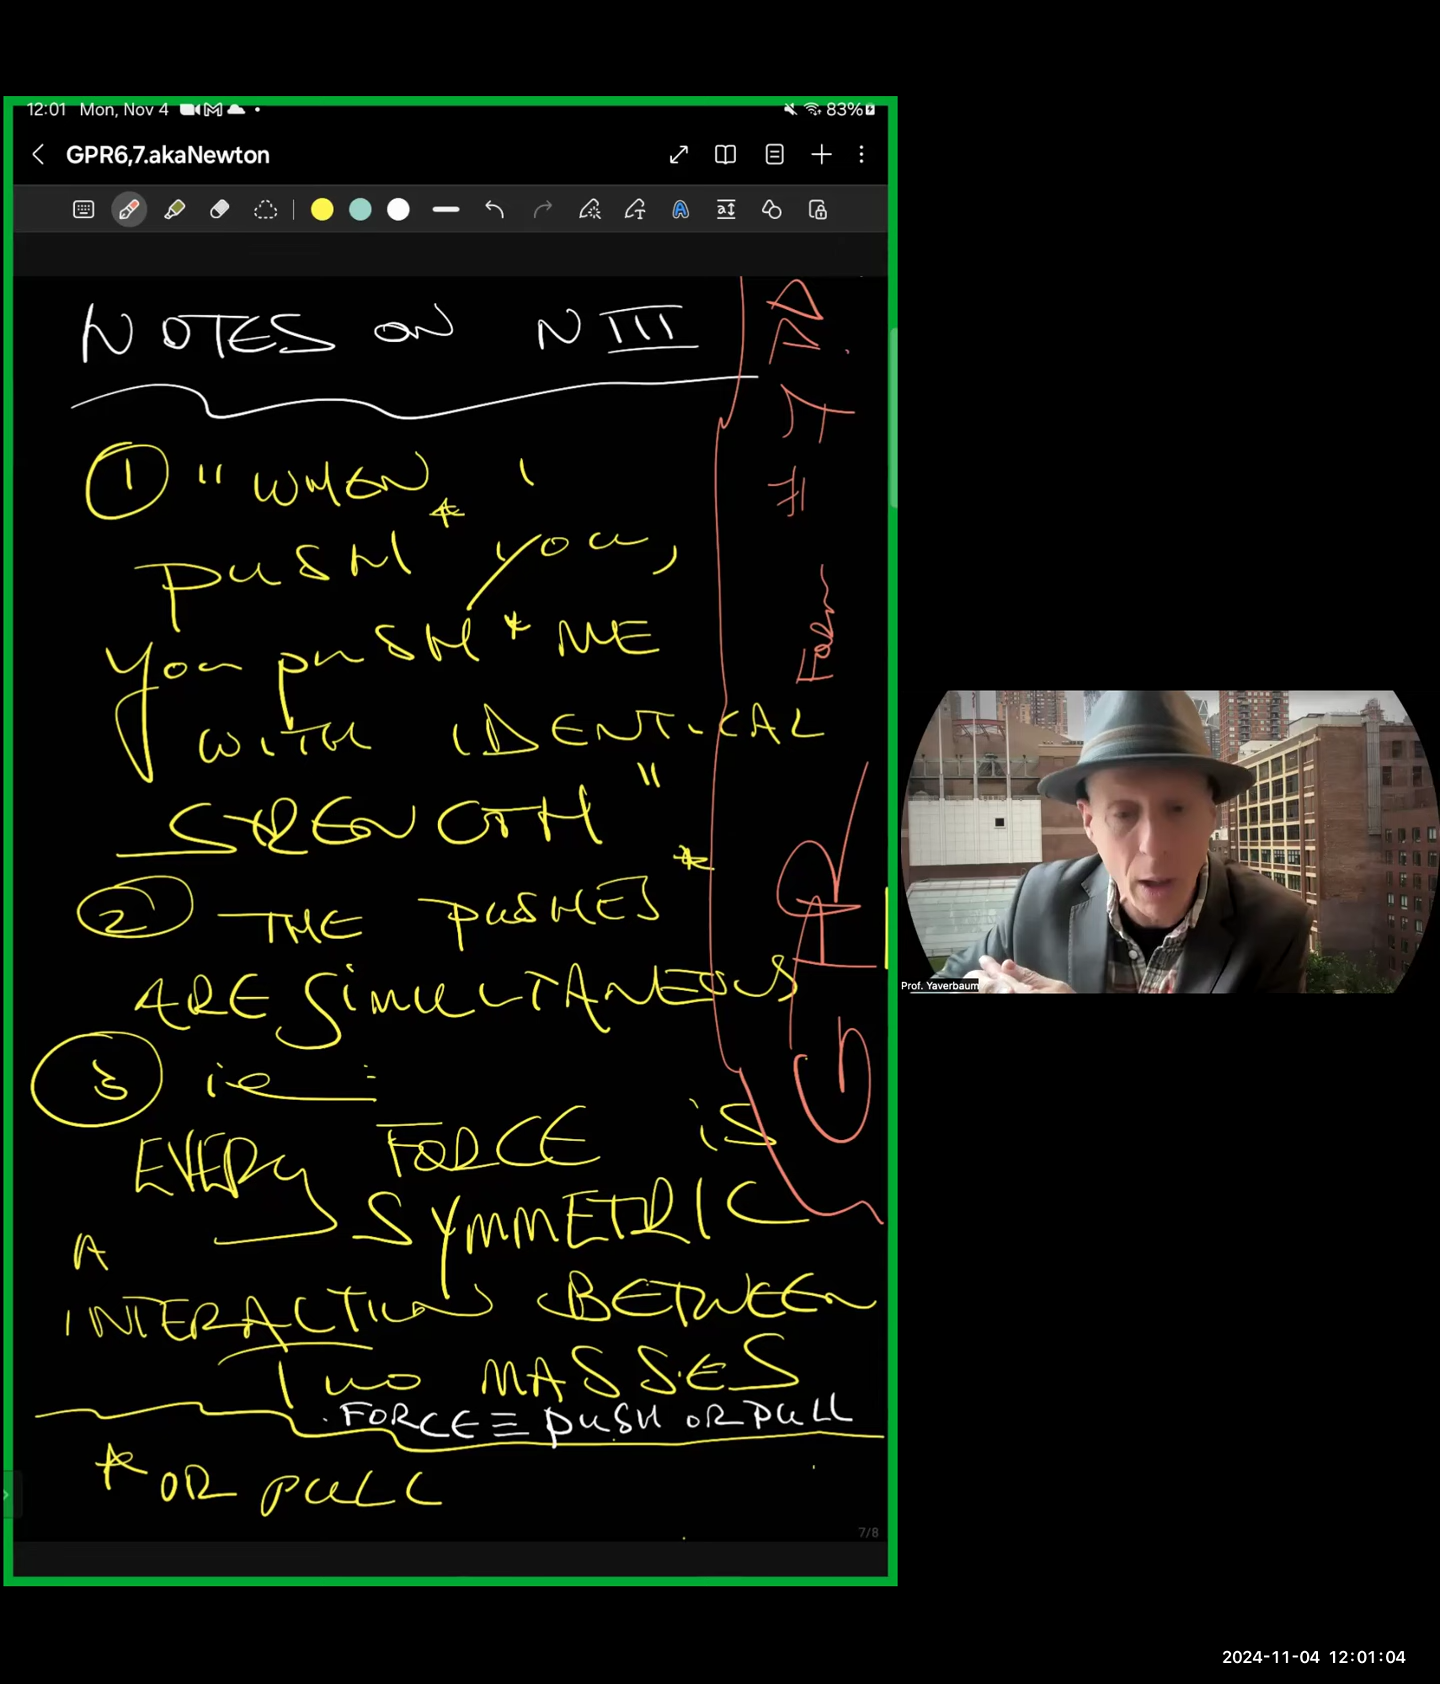 12:01 Mon, Nov 4
83%
GPR6,7.akaNewton
NOTES ON N III
1 "WHEN I
PUSH* you,
you PUSH* ME
WITH IDENTICAL
STRENGTH"
2 THE PUSHES*
ARE SIMULTANEOUS
3 ie:
EVERY FORCE IS
A SYMMETRIC
INTERACTION BETWEEN
TWO MASSES
FORCE ≡ PUSH OR PULL
* OR PULL
7/8
Prof. Yaverbaum
2024-11-04 12:01:04